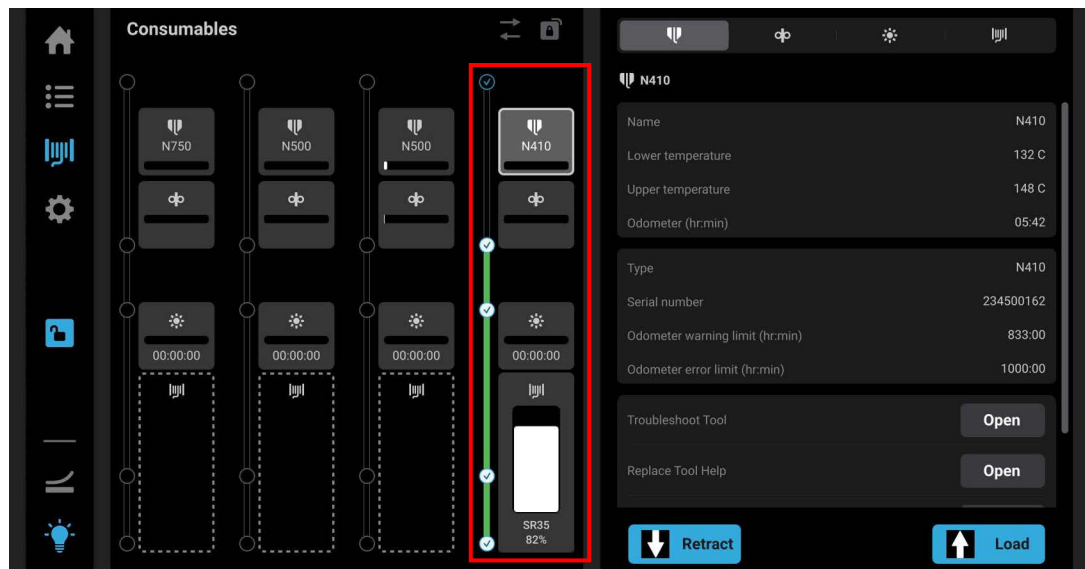 Consumables
N750
N500
N500
N410
00:00:00
00:00:00
00:00:00
00:00:00
SR35
82%
N410
Name N410
Lower temperature 132 C
Upper temperature 148 C
Odometer (hr:min) 05:42
Type N410
Serial number 234500162
Odometer warning limit (hr:min) 833:00
Odometer error limit (hr:min) 1000:00
Troubleshoot Tool Open
Replace Tool Help Open
Retract
Load